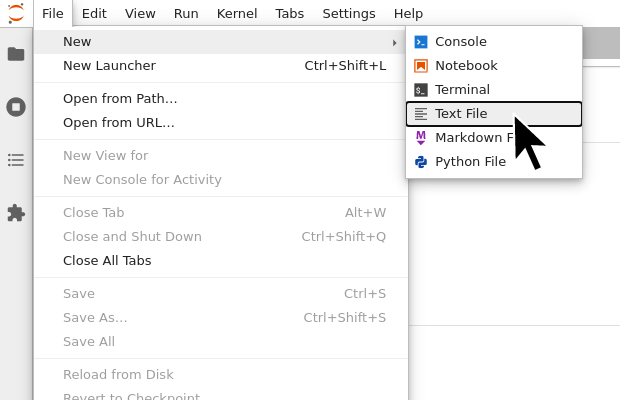 File Edit View Run Kernel Tabs Settings Help
New
New Launcher Ctrl+Shift+L
Open from Path…
Open from URL…
New View for
New Console for Activity
Close Tab Alt+W
Close and Shut Down Ctrl+Shift+Q
Close All Tabs
Save Ctrl+S
Save As… Ctrl+Shift+S
Save All
Reload from Disk
Revert to Checkpoint
Console
Notebook
$_ Terminal
Text File
M Markdown
Python File